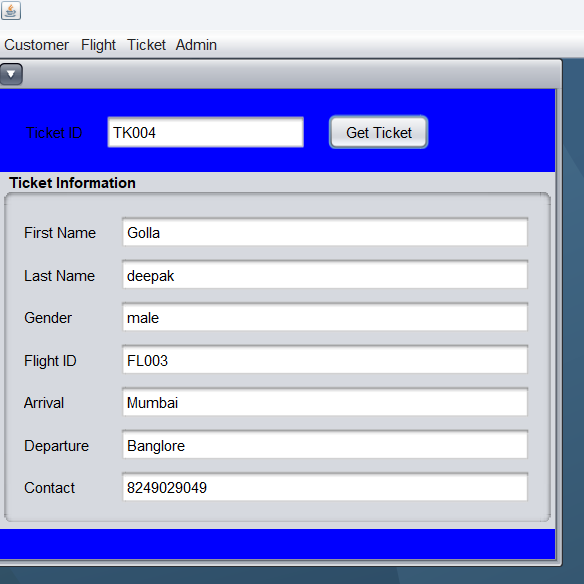 Customer Flight Ticket Admin
Ticket ID TK004 Get Ticket
Ticket Information
First Name Golla
Last Name deepak
Gender male
Flight ID FL003
Arrival Mumbai
Departure Banglore
Contact 8249029049